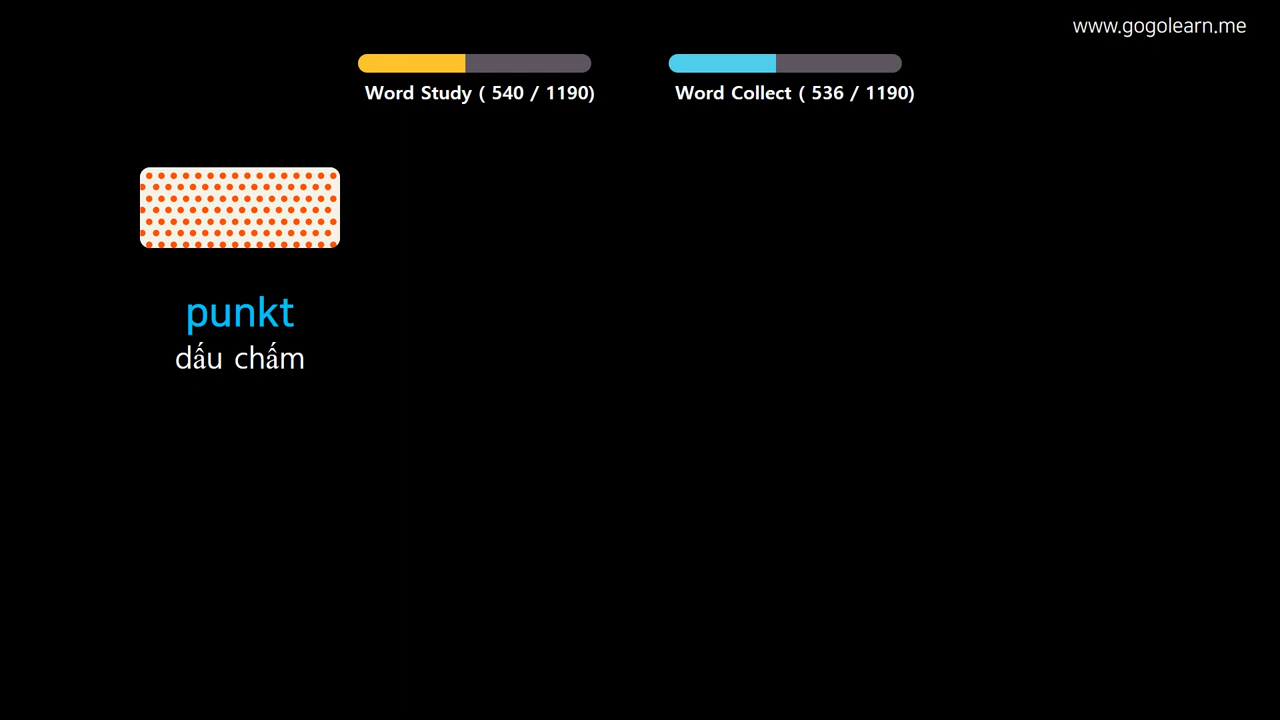 www.gogolearn.me
Word Study ( 540 / 1190)
Word Collect ( 536 / 1190)
punkt
dấu chấm